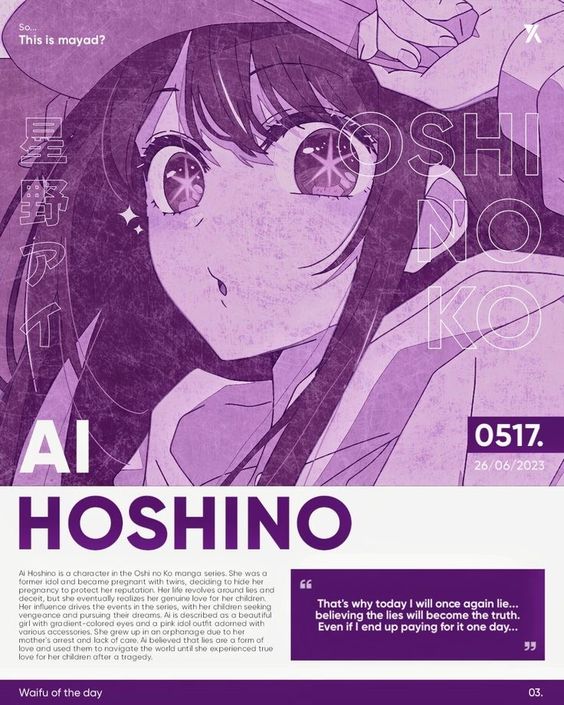 So...
This is mayad?
星野アイ
OSHI
NO
KO
0517.
26/06/2023
AI
HOSHINO
Ai Hoshino is a character in the Oshi no Ko manga series. She was a
former idol and became pregnant with twins, deciding to hide her
pregnancy to protect her reputation. Her life revolves around lies and
deceit, but she eventually realizes her genuine love for her children.
Her influence drives the events in the series, with her children seeking
vengeance and pursuing their dreams. Ai is described as a beautiful
girl with gradient-colored eyes and a pink idol outfit adorned with
various accessories. She grew up in an orphanage due to her
mother's arrest and lack of care. Ai believed that lies are a form of
love and used them to navigate the world until she experienced true
love for her children after a tragedy.
“
That's why today I will once again lie...
believing the lies will become the truth.
Even if I end up paying for it one day...
”
Waifu of the day
03.